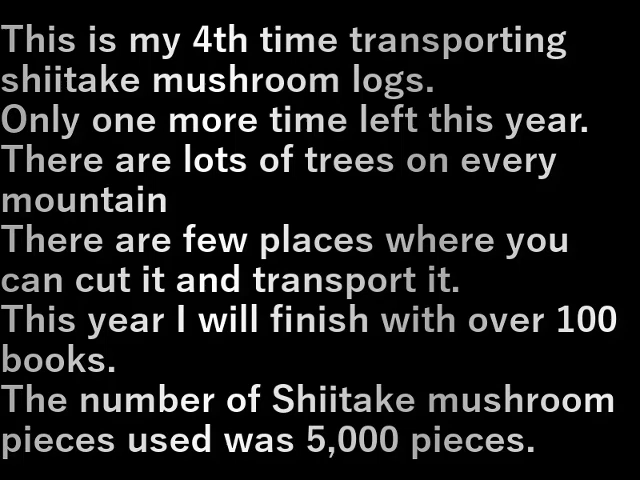 This is my 4th time transporting
shiitake mushroom logs.
Only one more time left this year.
There are lots of trees on every
mountain
There are few places where you
can cut it and transport it.
This year I will finish with over 100
books.
The number of Shiitake mushroom
pieces used was 5,000 pieces.